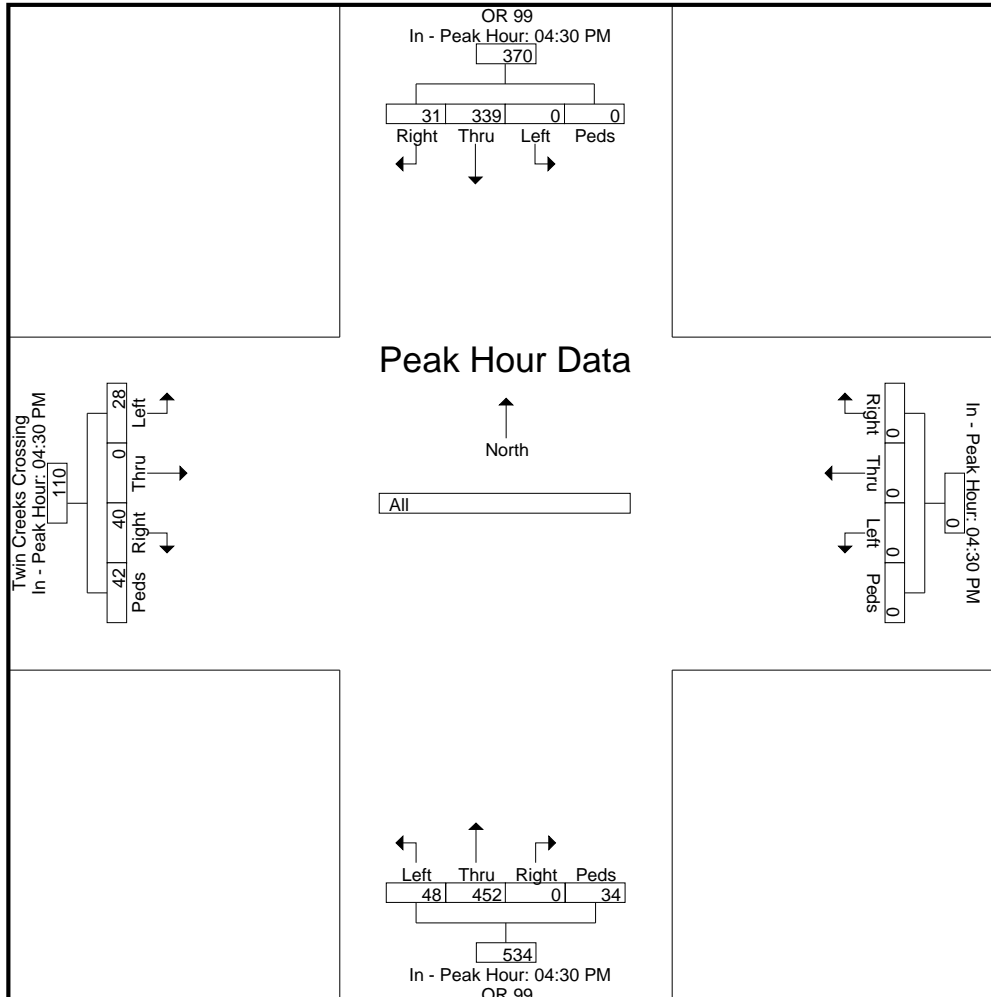 OR 99
In - Peak Hour: 04:30 PM
370
31 339 0 0
Right Thru Left Peds
Peak Hour Data
North
All
Twin Creeks Crossing
In - Peak Hour: 04:30 PM
110
28 0 40 42
Left Thru Right Peds
Right Thru Left Peds
0 0 0 0
0
In - Peak Hour: 04:30 PM
Left Thru Right Peds
48 452 0 34
534
In - Peak Hour: 04:30 PM
OR 99